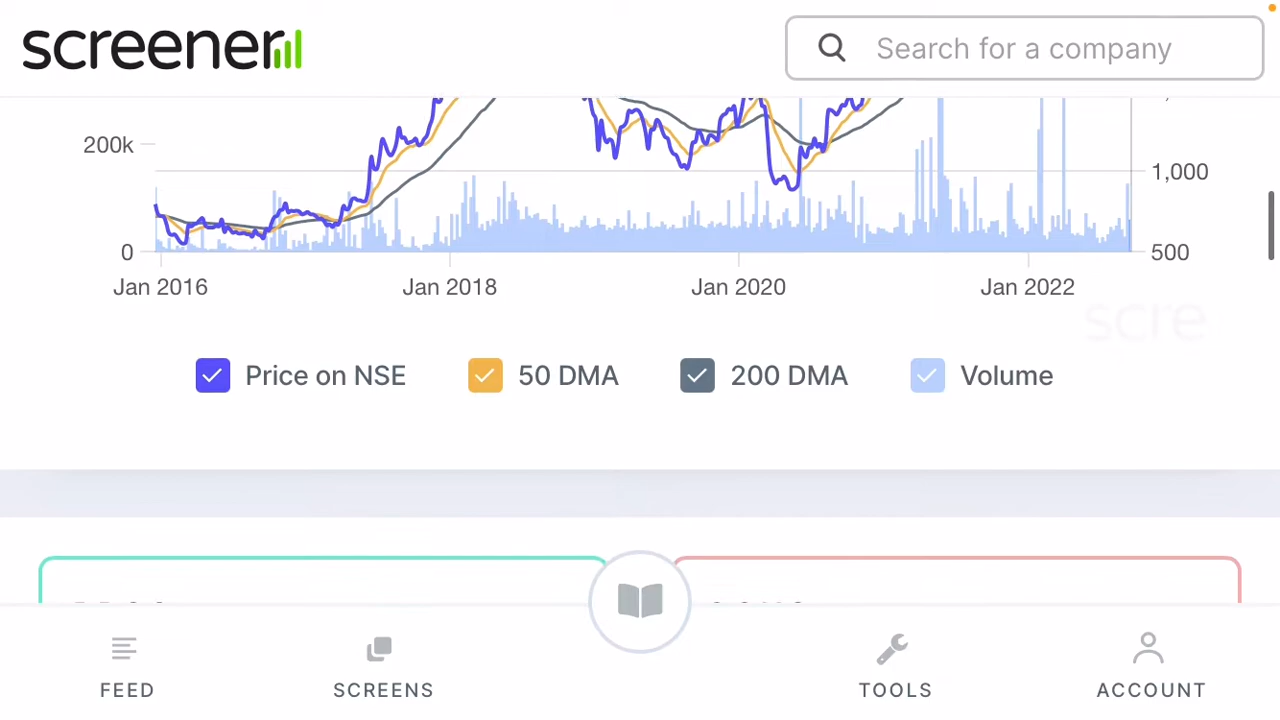 screener
Search for a company
200k
1,000
0
500
Jan 2016
Jan 2018
Jan 2020
Jan 2022
scre
Price on NSE
50 DMA
200 DMA
Volume
FEED
SCREENS
TOOLS
ACCOUNT